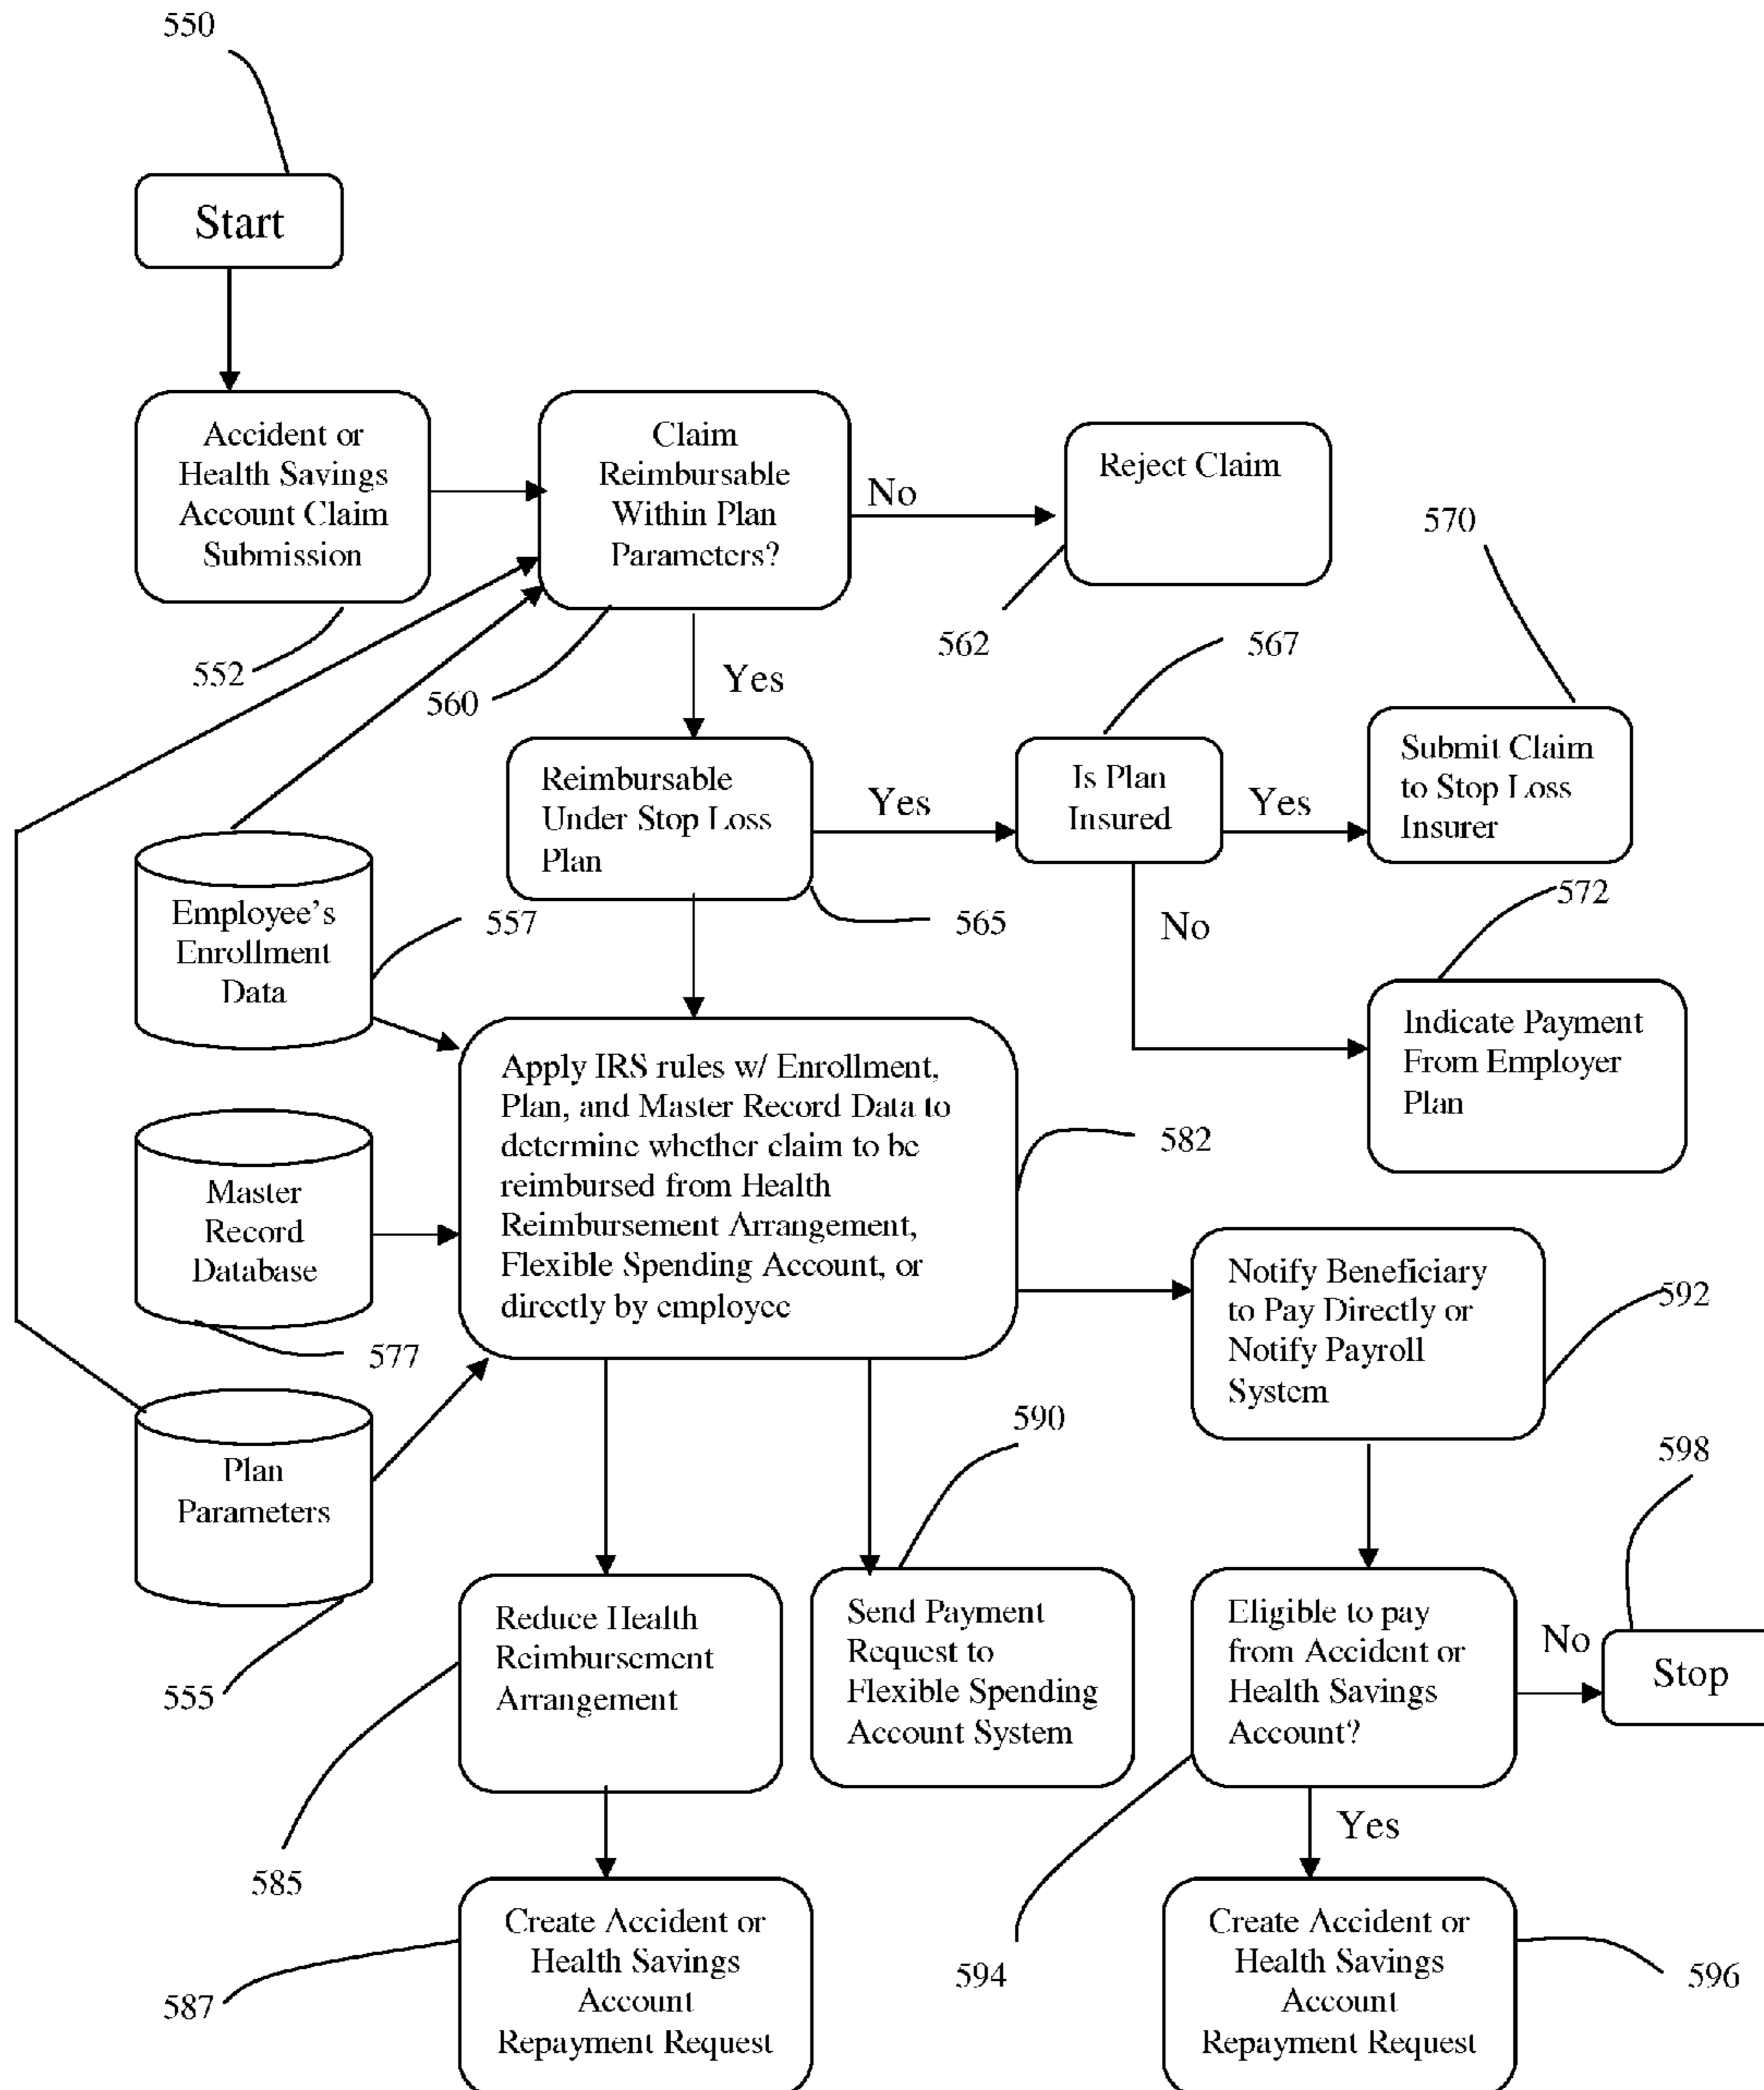 550
Start
Accident or
Health Savings
Account Claim
Submission
552
Claim
Reimbursable
Within Plan
Parameters?
560
No
Reject Claim
562
Yes
Reimbursable
Under Stop Loss
Plan
565
Yes
567
Is Plan
Insured
Yes
570
Submit Claim
to Stop Loss
Insurer
No
572
Indicate Payment
From Employer
Plan
Employee's
Enrollment
Data
557
Master
Record
Database
577
Plan
Parameters
555
Apply IRS rules w/ Enrollment,
Plan, and Master Record Data to
determine whether claim to be
reimbursed from Health
Reimbursement Arrangement,
Flexible Spending Account, or
directly by employee
582
Notify Beneficiary
to Pay Directly or
Notify Payroll
System
592
590
598
Reduce Health
Reimbursement
Arrangement
585
Send Payment
Request to
Flexible Spending
Account System
Eligible to pay
from Accident or
Health Savings
Account?
594
No
Stop
Yes
Create Accident or
Health Savings
Account
Repayment Request
587
Create Accident or
Health Savings
Account
Repayment Request
596